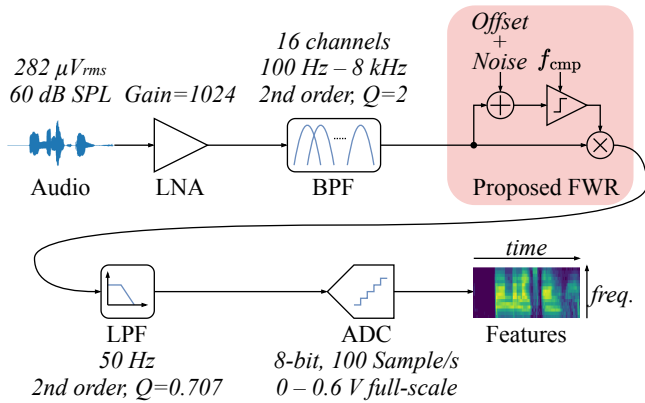 282 µVrms
60 dB SPL
Audio
Gain=1024
LNA
16 channels
100 Hz – 8 kHz
2nd order, Q=2
BPF
Offset
+
Noise
fcmp
Proposed FWR
LPF
50 Hz
2nd order, Q=0.707
ADC
8-bit, 100 Sample/s
0 – 0.6 V full-scale
time
freq.
Features